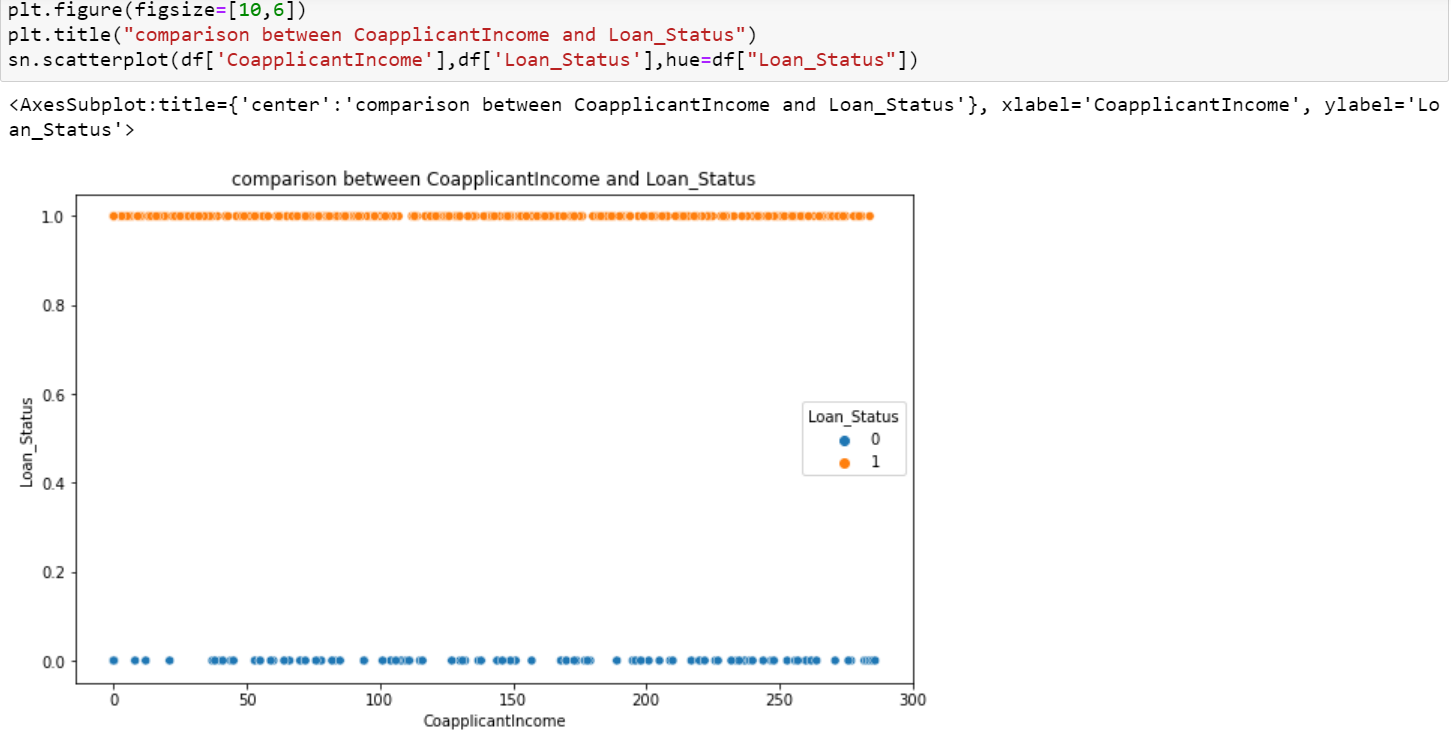 plt.figure(figsize=[10,6])
plt.title("comparison between CoapplicantIncome and Loan_Status")
sn.scatterplot(df['CoapplicantIncome'],df['Loan_Status'],hue=df["Loan_Status"])
<AxesSubplot:title={'center':'comparison between CoapplicantIncome and Loan_Status'}, xlabel='CoapplicantIncome', ylabel='Lo
an_Status'>
comparison between CoapplicantIncome and Loan_Status
1.0
0.8
0.6
0.4
0.2
0.0
Loan_Status
Loan_Status
0
1
0 50 100 150 200 250 300
CoapplicantIncome